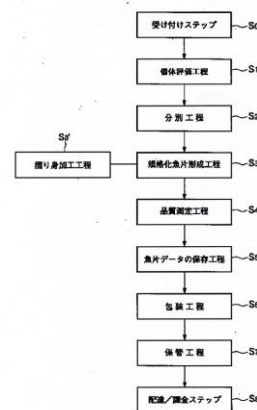 受け付けステップ S0
個体評価工程 S1
分別工程 S2
S8'
摺り身加工工程
規格化魚片形成工程 S3
品質測定工程 S4
魚片データの保存工程 S5
包装工程 S6
保管工程 S7
配達/課金ステップ S8